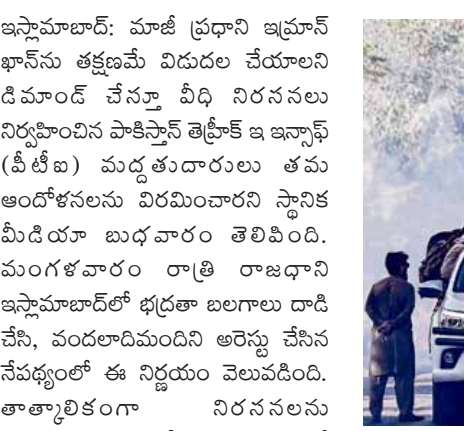 ఇస్లామాబాద్: మాజీ ప్రధాని ఇమ్రాన్
ఖాన్‌ను తక్షణమే విడుదల చేయాలని
డిమాండ్ చేస్తూ వీధి నిరసనలు
నిర్వహించిన పాకిస్తాన్ తెహ్రీక్ ఇ ఇన్సాఫ్
(పీటీఐ) మద్దతుదారులు తమ
ఆందోళనలను విరమించారని స్థానిక
మీడియా బుధవారం తెలిపింది.
మంగళవారం రాత్రి రాజధాని
ఇస్లామాబాద్‌లో భద్రతా బలగాలు దాడి
చేసి, వందలాదిమందిని అరెస్టు చేసిన
నేపథ్యంలో ఈ నిర్ణయం వెలువడింది.
తాత్కాలికంగా నిరసనలను